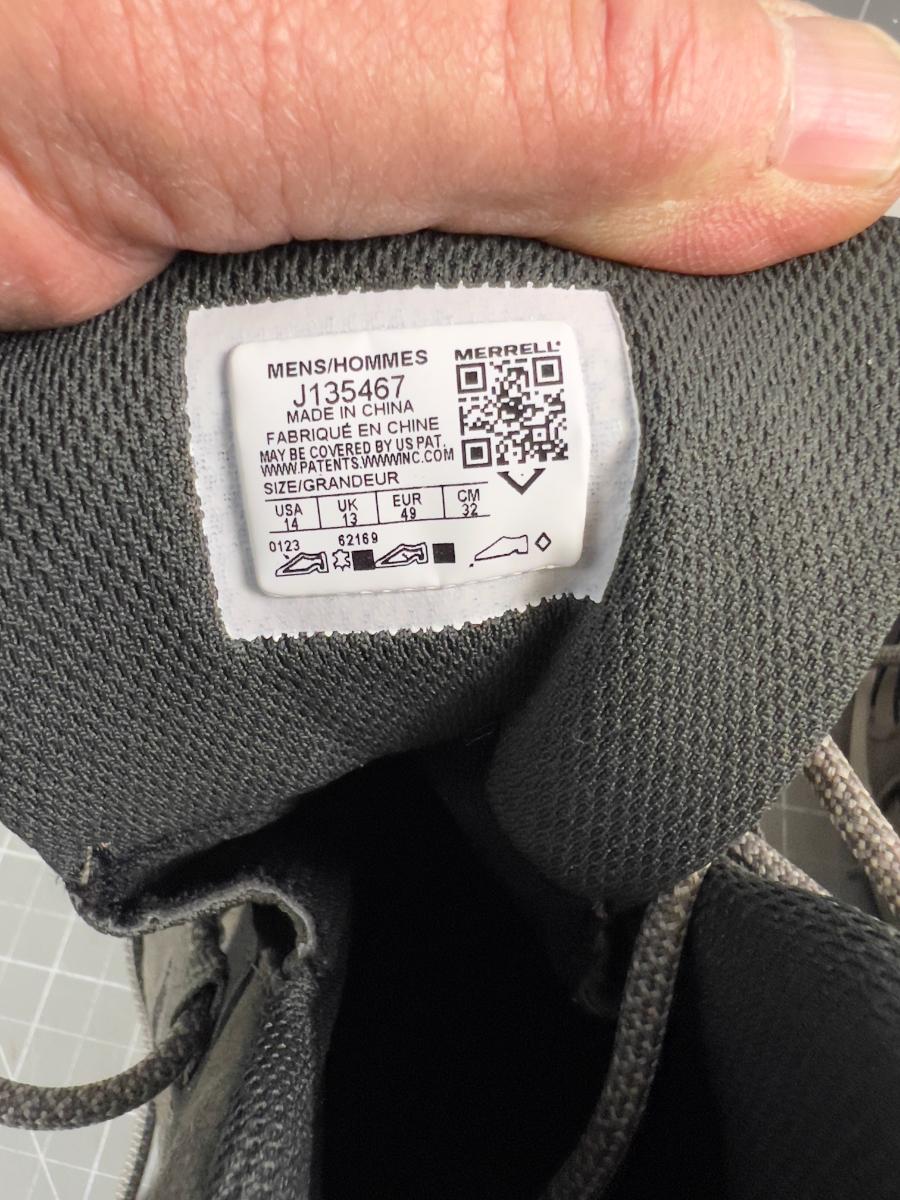 MENS/HOMMES
J135467
MADE IN CHINA
FABRIQUÉ EN CHINE
MAY BE COVERED BY US PAT.
WWW.PATENTS.WWWINC.COM
SIZE/GRANDEUR
USA UK EUR CM
14 13 49 32
0123 62169
MERRELL